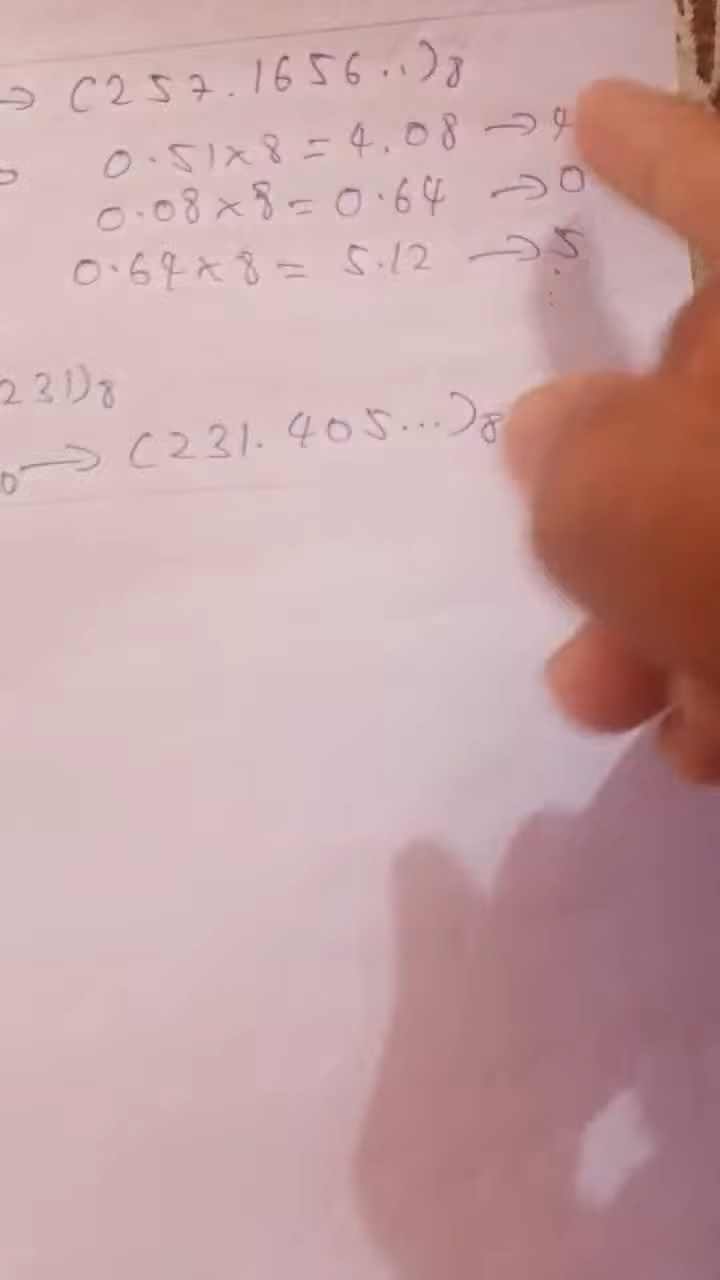 → (257.1656..)8
0.51×8 = 4.08 → 4
0.08×8 = 0.64 → 0
0.64×8 = 5.12 → 5
231)8
0 → (231.405...)8